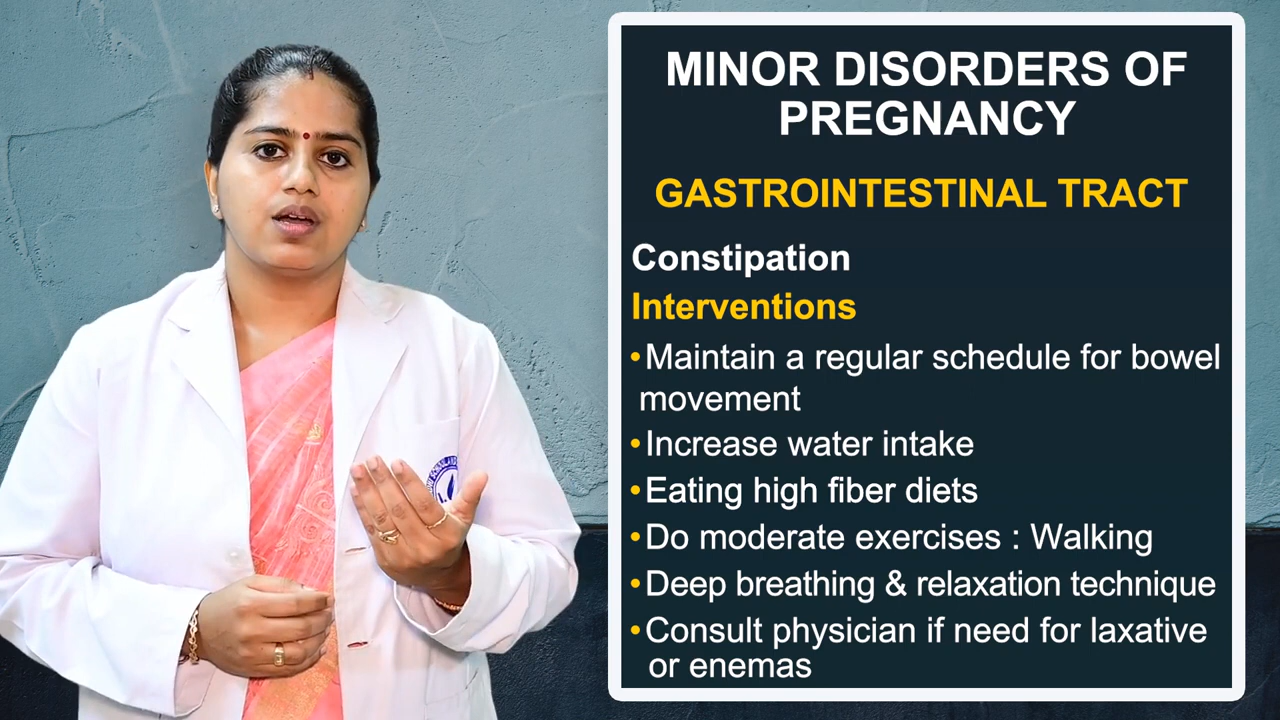 MINOR DISORDERS OF
PREGNANCY
GASTROINTESTINAL TRACT
Constipation
Interventions
•Maintain a regular schedule for bowel
movement
•Increase water intake
•Eating high fiber diets
•Do moderate exercises : Walking
•Deep breathing & relaxation technique
•Consult physician if need for laxative
or enemas